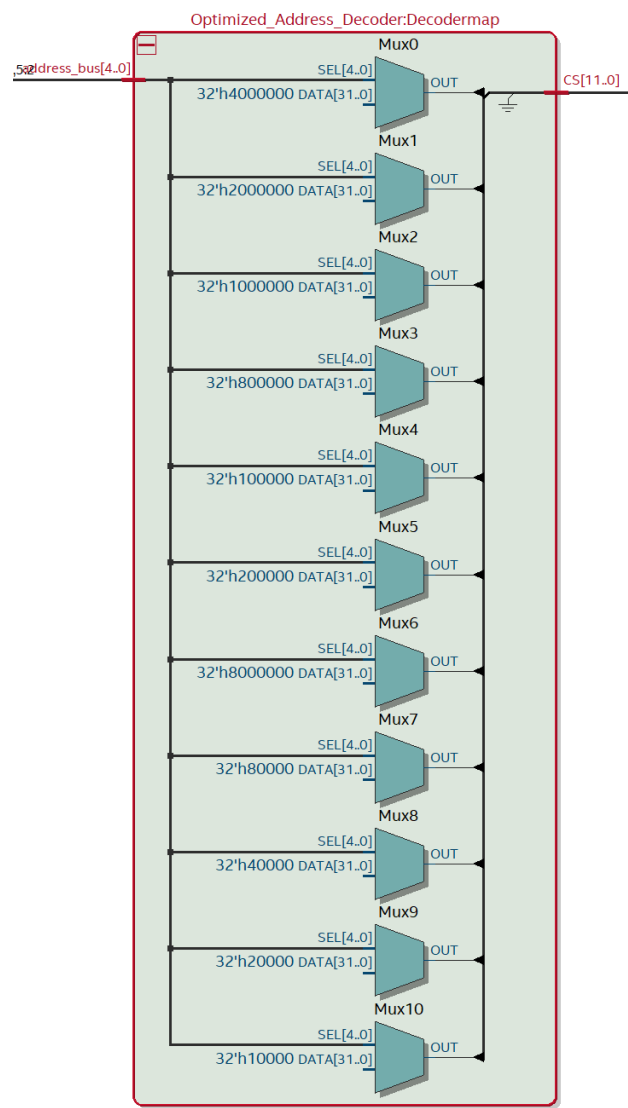 Optimized_Address_Decoder:Decodermap
Mux0
address_bus[4..0]
SEL[4..0]
CS[11..0]
OUT
32'h4000000 DATA[31..0]
Mux1
SEL[4..0]
OUT
32'h2000000 DATA[31..0]
Mux2
SEL[4..0]
OUT
32'h1000000 DATA[31..0]
Mux3
SEL[4..0]
OUT
32'h800000 DATA[31..0]
Mux4
SEL[4..0]
OUT
32'h100000 DATA[31..0]
Mux5
SEL[4..0]
OUT
32'h200000 DATA[31..0]
Mux6
SEL[4..0]
OUT
32'h8000000 DATA[31..0]
Mux7
SEL[4..0]
OUT
32'h80000 DATA[31..0]
Mux8
SEL[4..0]
OUT
32'h40000 DATA[31..0]
Mux9
SEL[4..0]
OUT
32'h20000 DATA[31..0]
Mux10
SEL[4..0]
OUT
32'h10000 DATA[31..0]